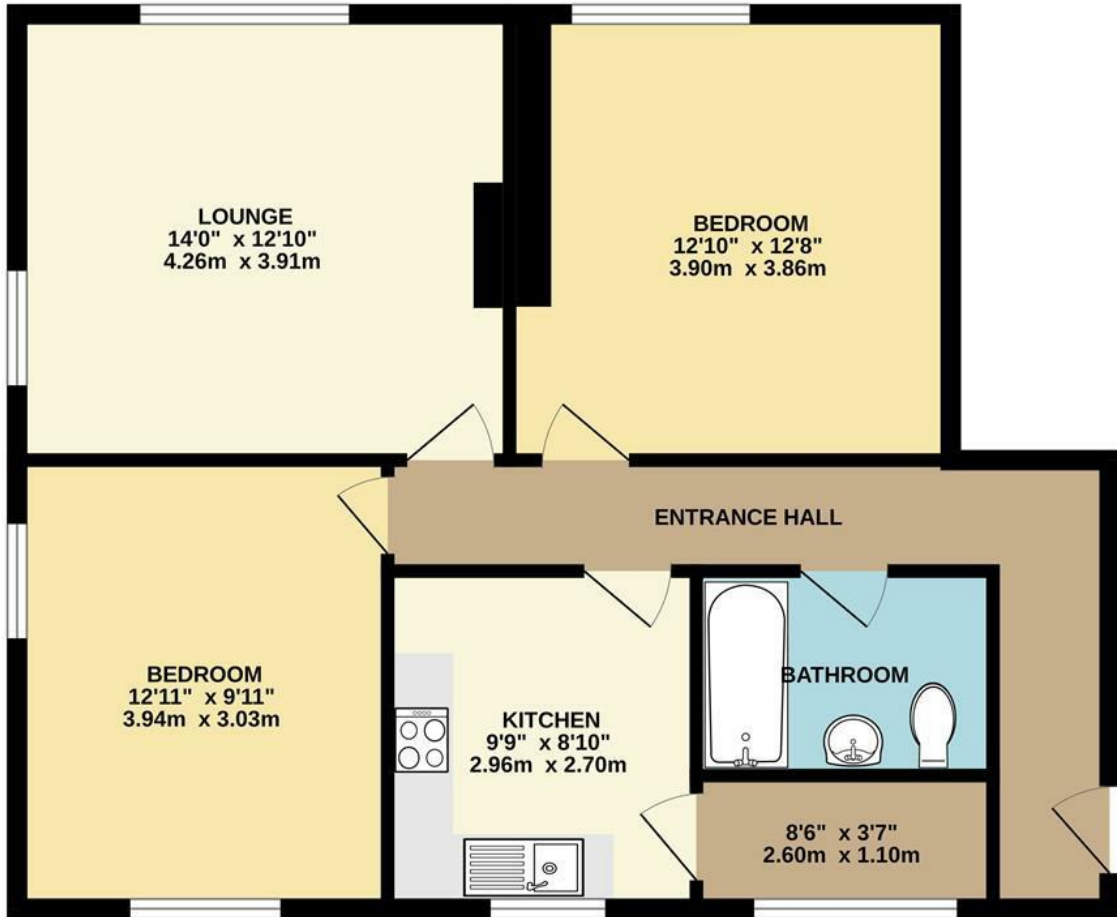 LOUNGE
14'0" x 12'10"
4.26m x 3.91m
BEDROOM
12'10" x 12'8"
3.90m x 3.86m
ENTRANCE HALL
BEDROOM
12'11" x 9'11"
3.94m x 3.03m
KITCHEN
9'9" x 8'10"
2.96m x 2.70m
BATHROOM
8'6" x 3'7"
2.60m x 1.10m